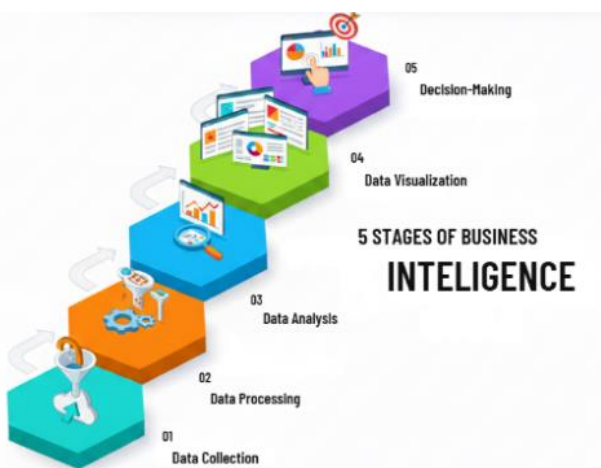 05
Decision-Making
04
Data Visualization
5 STAGES OF BUSINESS
INTELIGENCE
03
Data Analysis
02
Data Processing
01
Data Collection